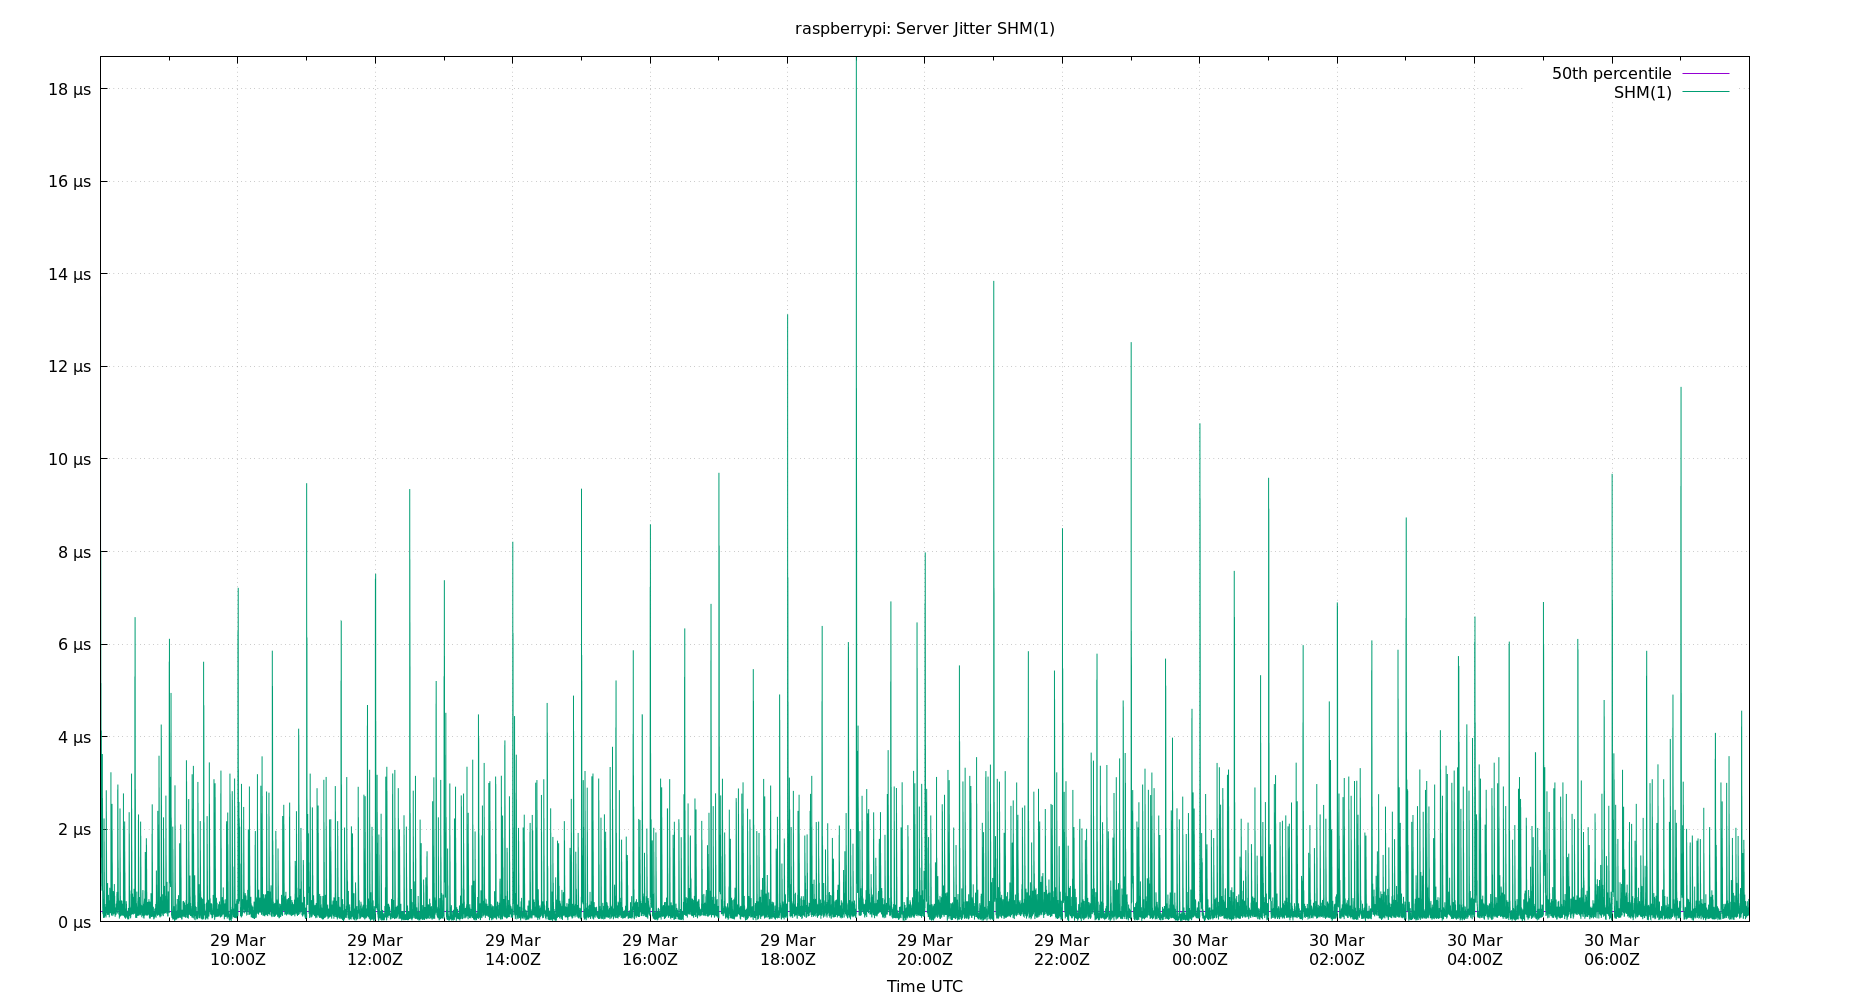 raspberrypi: Server Jitter SHM(1)
50th percentile
SHM(1)
18 µs
16 µs
14 µs
12 µs
10 µs
8 µs
6 µs
4 µs
2 µs
0 µs
29 Mar 29 Mar 29 Mar 29 Mar 29 Mar 29 Mar 29 Mar 30 Mar 30 Mar 30 Mar 30 Mar
10:00Z 12:00Z 14:00Z 16:00Z 18:00Z 20:00Z 22:00Z 00:00Z 02:00Z 04:00Z 06:00Z
Time UTC